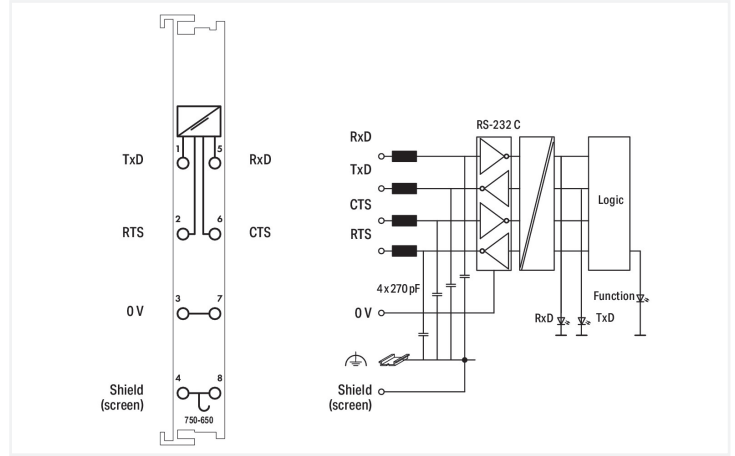 1
5
TxD
RxD
2
6
RTS
CTS
3
7
0 V
4
8
Shield
(screen)
750-650
RS-232 C
RxD
TxD
CTS
RTS
Logic
4 x 270 pF
Function
0 V
RxD
TxD
Shield
(screen)